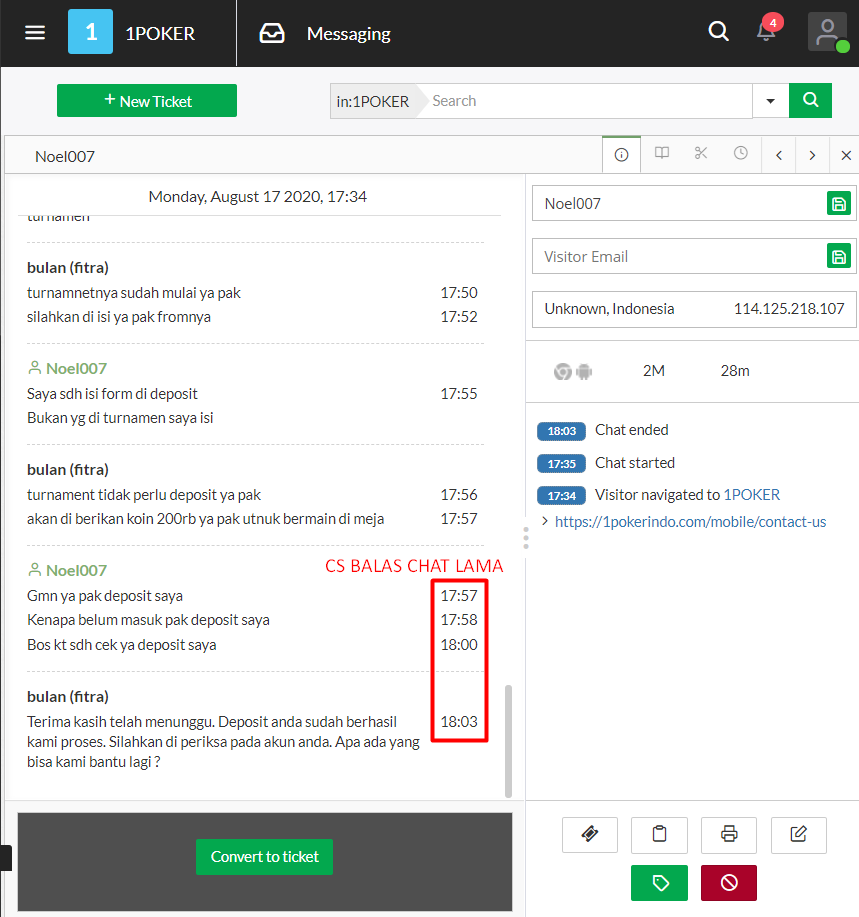 1 1POKER Messaging 4
+ New Ticket in:1POKER Search
Noel007
Monday, August 17 2020, 17:34
turnamen
bulan (fitra)
turnamnetnya sudah mulai ya pak 17:50
silahkan di isi ya pak fromnya 17:52
Noel007
Saya sdh isi form di deposit 17:55
Bukan yg di turnamen saya isi
bulan (fitra)
turnament tidak perlu deposit ya pak 17:56
akan di berikan koin 200rb ya pak utnuk bermain di meja 17:57
Noel007
CS BALAS CHAT LAMA
Gmn ya pak deposit saya 17:57
Kenapa belum masuk pak deposit saya 17:58
Bos kt sdh cek ya deposit saya 18:00
bulan (fitra)
Terima kasih telah menunggu. Deposit anda sudah berhasil 18:03
kami proses. Silahkan di periksa pada akun anda. Apa ada yang
bisa kami bantu lagi ?
Convert to ticket
Noel007
Visitor Email
Unknown, Indonesia 114.125.218.107
2M 28m
18:03 Chat ended
17:35 Chat started
17:34 Visitor navigated to 1POKER
https://1pokerindo.com/mobile/contact-us